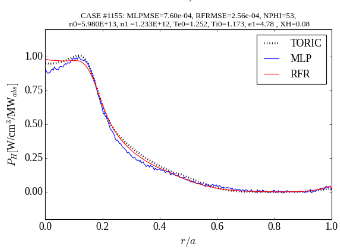 CASE #1155: MLPMSE=7.60e-04, RFRMSE=2.56e-04, NPHI=53,
n0=5.980E+13, n1 =1.233E+12, Te0=1.252, Ti0=1.173, e1=4.78 , XH=0.08
TORIC
MLP
RFR
1.00
0.75
0.50
0.25
0.00
P_H [W/cm³/MW_abs]
0.0 0.2 0.4 0.6 0.8 1.0
r/a